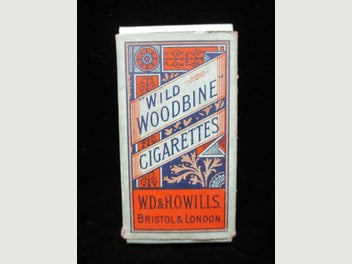 "WILD
WOODBINE"
CIGARETTES
W.D.&H.O.WILLS.
BRISTOL & LONDON.